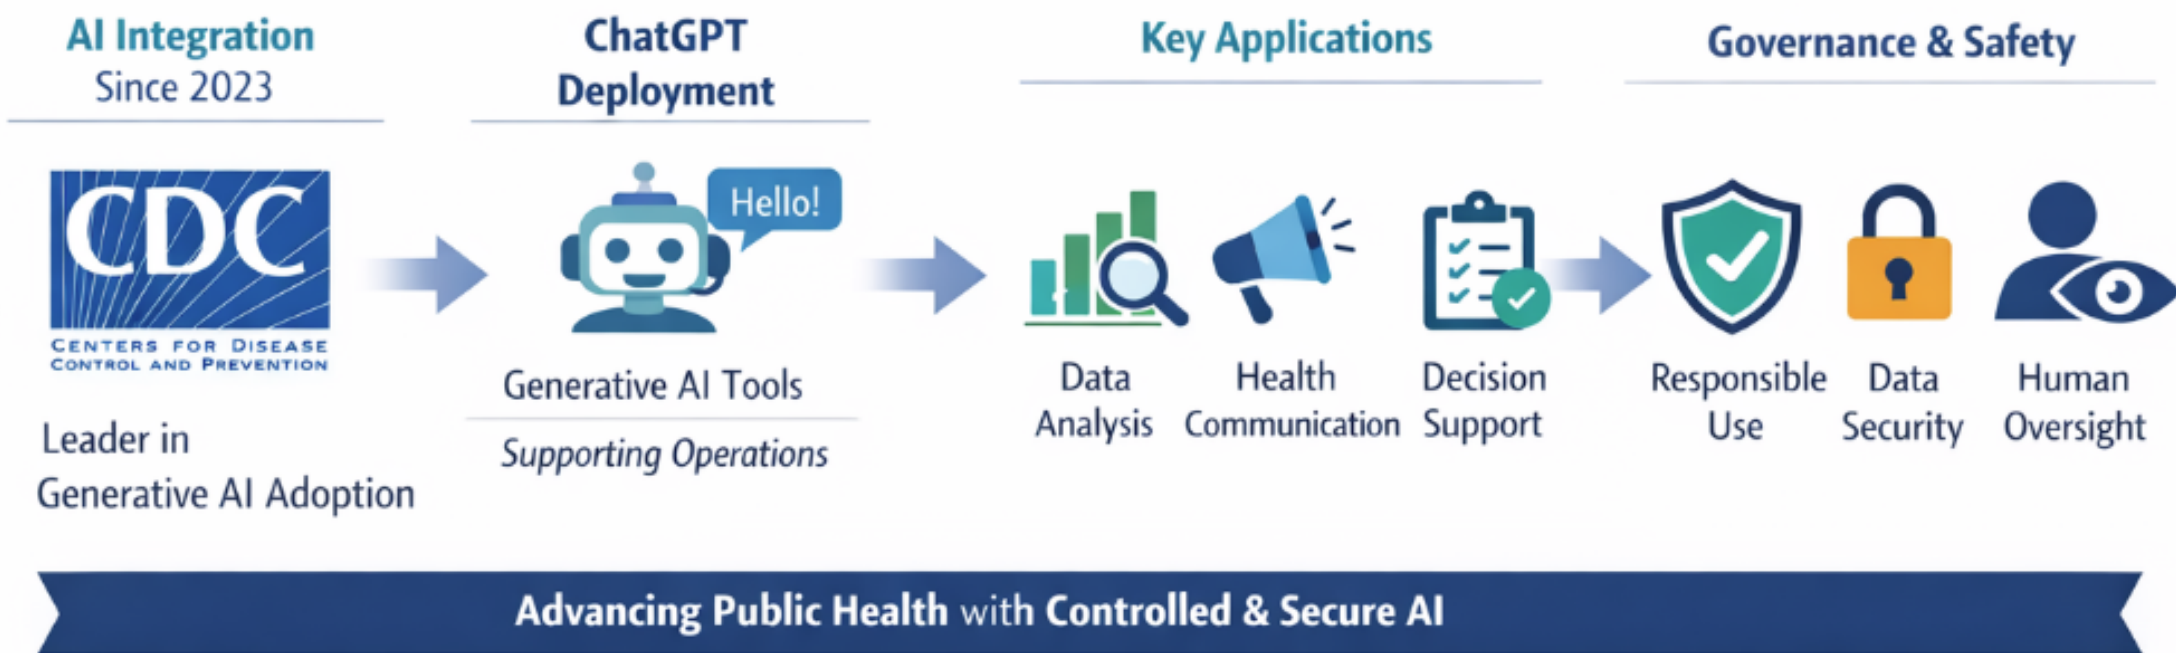 AI Integration
Since 2023
CDC
CENTERS FOR DISEASE
CONTROL AND PREVENTION
Leader in
Generative AI Adoption
ChatGPT
Deployment
Hello!
Generative AI Tools
Supporting Operations
Key Applications
Data
Analysis
Health
Communication
Decision
Support
Governance & Safety
Responsible
Use
Data
Security
Human
Oversight
Advancing Public Health with Controlled & Secure AI